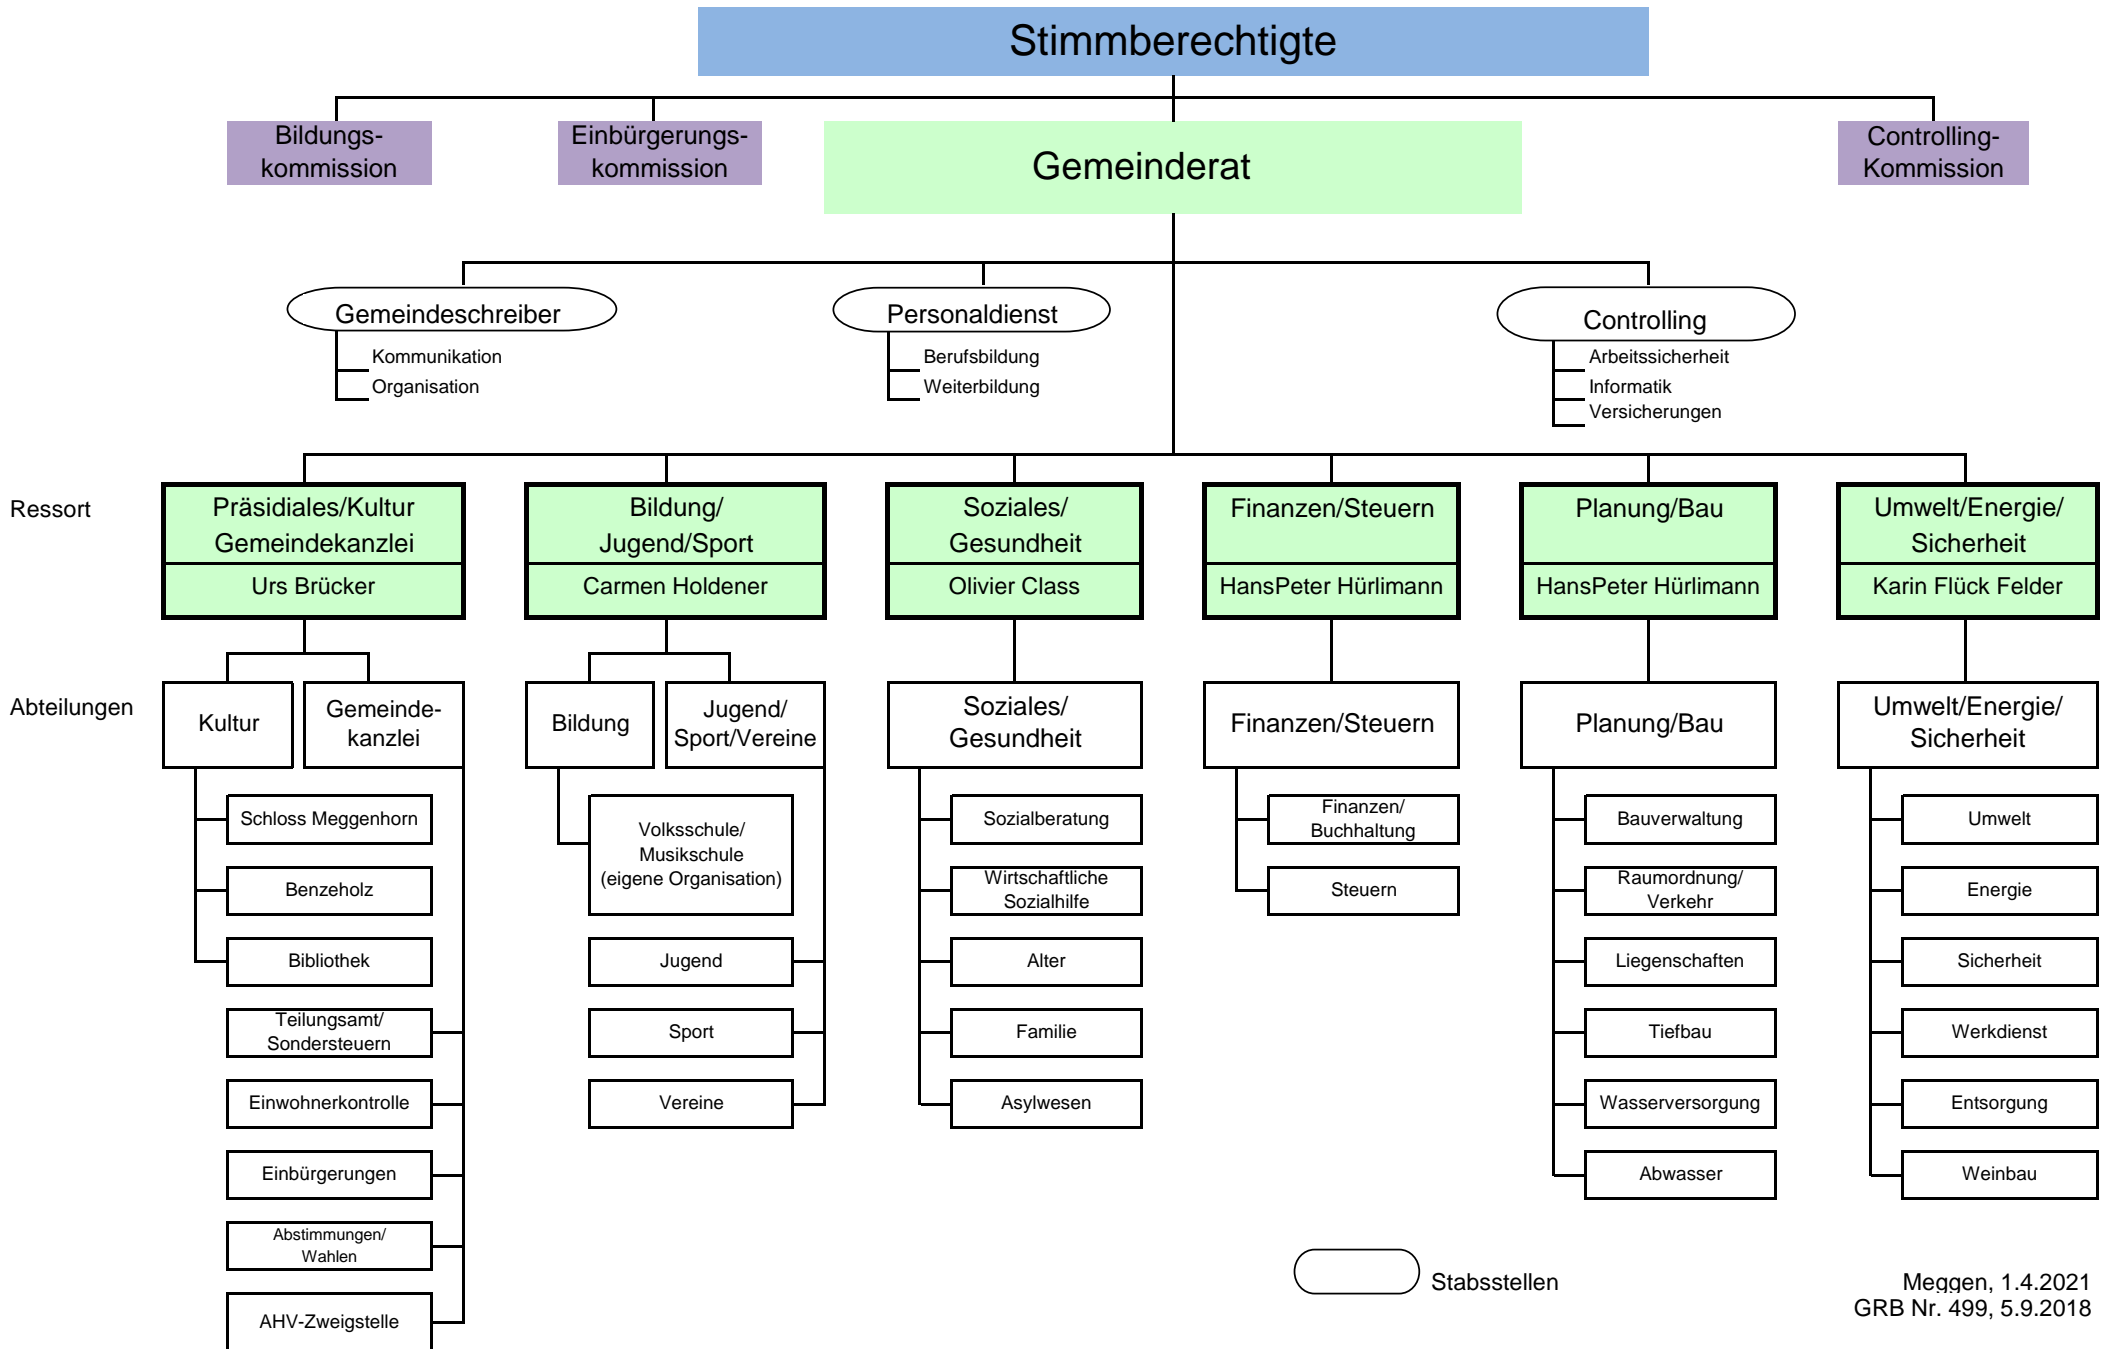 Stimmberechtigte
Bildungs-
kommission
Einbürgerungs-
kommission
Gemeinderat
Controlling-
Kommission
Gemeindeschreiber
Kommunikation
Organisation
Personaldienst
Berufsbildung
Weiterbildung
Controlling
Arbeitssicherheit
Informatik
Versicherungen
Ressort
Präsidiales/Kultur
Gemeindekanzlei
Urs Brücker
Bildung/
Jugend/Sport
Carmen Holdener
Soziales/
Gesundheit
Olivier Class
Finanzen/Steuern
HansPeter Hürlimann
Planung/Bau
HansPeter Hürlimann
Umwelt/Energie/
Sicherheit
Karin Flück Felder
Abteilungen
Kultur
Gemeinde-
kanzlei
Bildung
Jugend/
Sport/Vereine
Soziales/
Gesundheit
Finanzen/Steuern
Planung/Bau
Umwelt/Energie/
Sicherheit
Schloss Meggenhorn
Benzeholz
Bibliothek
Teilungsamt/
Sondersteuern
Einwohnerkontrolle
Einbürgerungen
Abstimmungen/
Wahlen
AHV-Zweigstelle
Volksschule/
Musikschule
(eigene Organisation)
Jugend
Sport
Vereine
Sozialberatung
Wirtschaftliche
Sozialhilfe
Alter
Familie
Asylwesen
Finanzen/
Buchhaltung
Steuern
Bauverwaltung
Raumordnung/
Verkehr
Liegenschaften
Tiefbau
Wasserversorgung
Abwasser
Umwelt
Energie
Sicherheit
Werkdienst
Entsorgung
Weinbau
Stabsstellen
Meggen, 1.4.2021
GRB Nr. 499, 5.9.2018